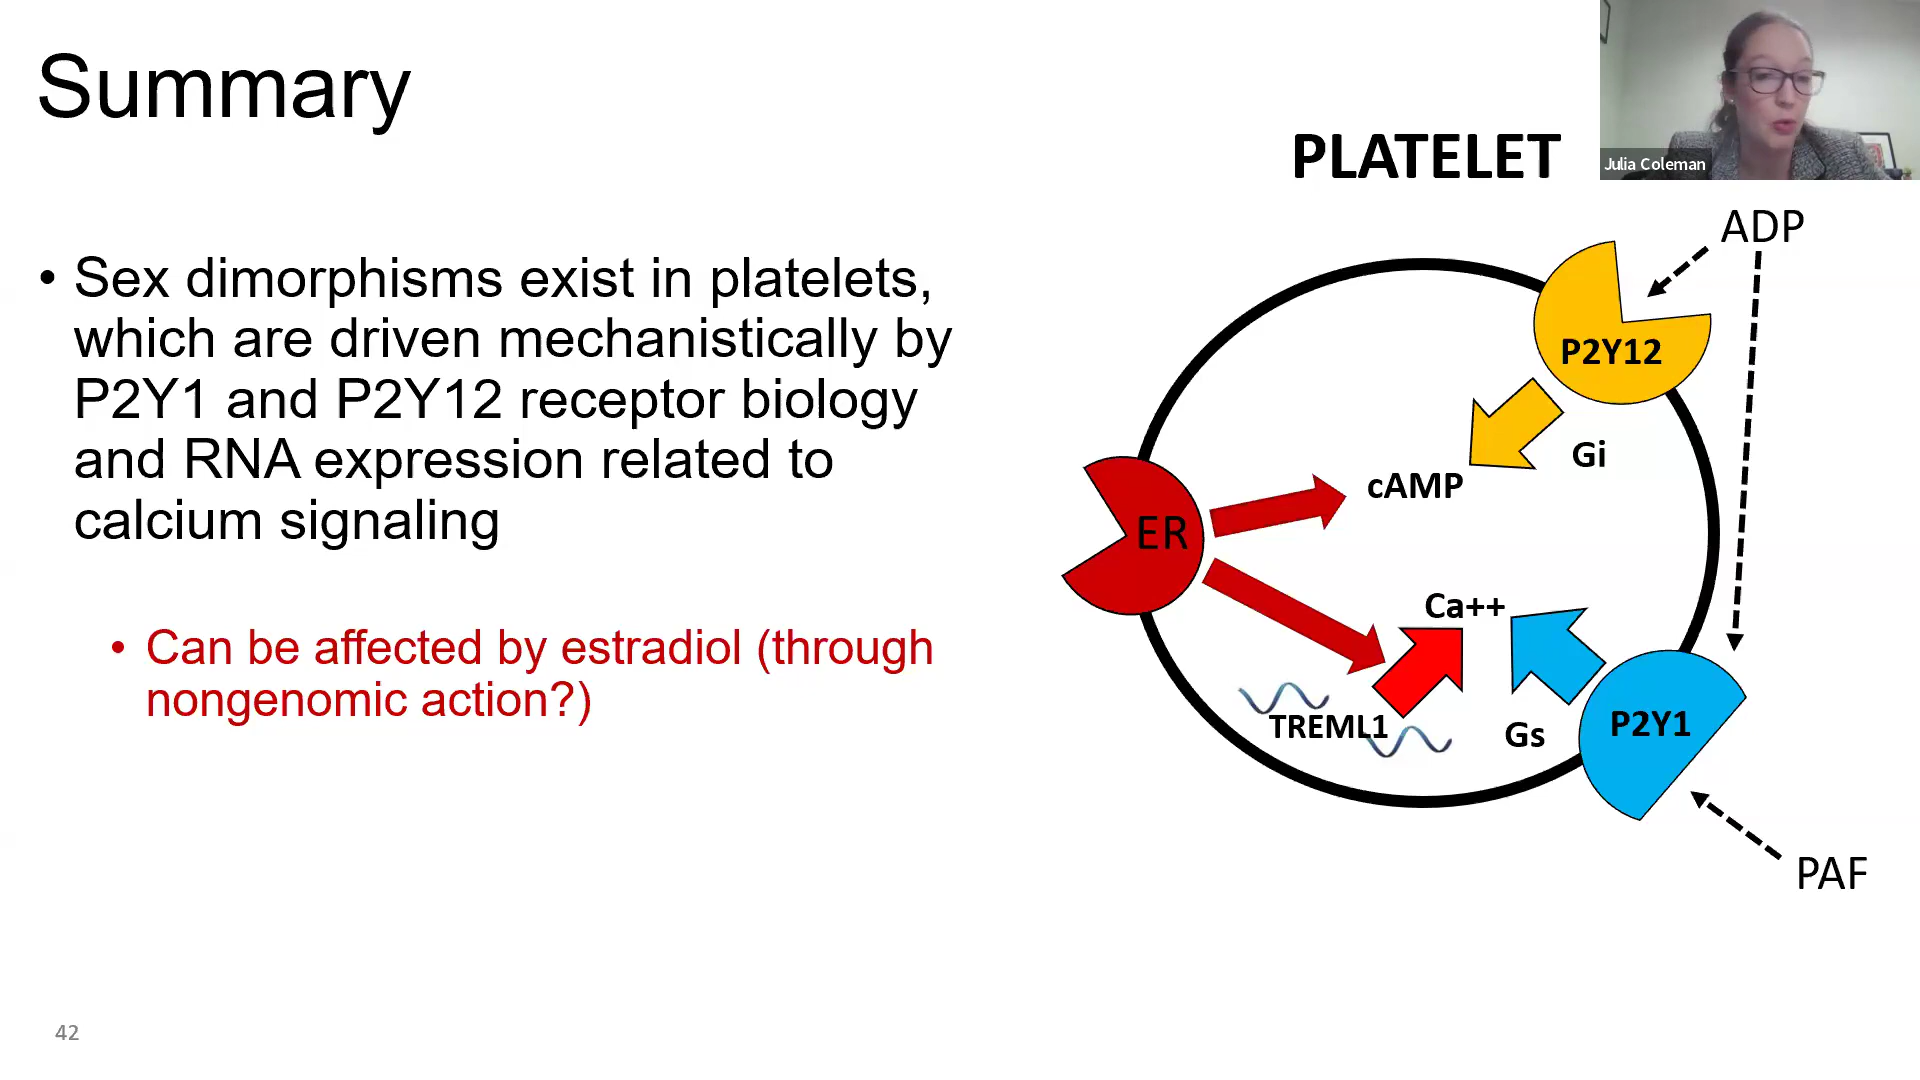 Summary
Julia Coleman
• Sex dimorphisms exist in platelets,
which are driven mechanistically by
P2Y1 and P2Y12 receptor biology
and RNA expression related to
calcium signaling
• Can be affected by estradiol (through
nongenomic action?)
PLATELET
ADP
P2Y12
Gi
cAMP
ER
Ca++
TREML1
Gs
P2Y1
PAF
42